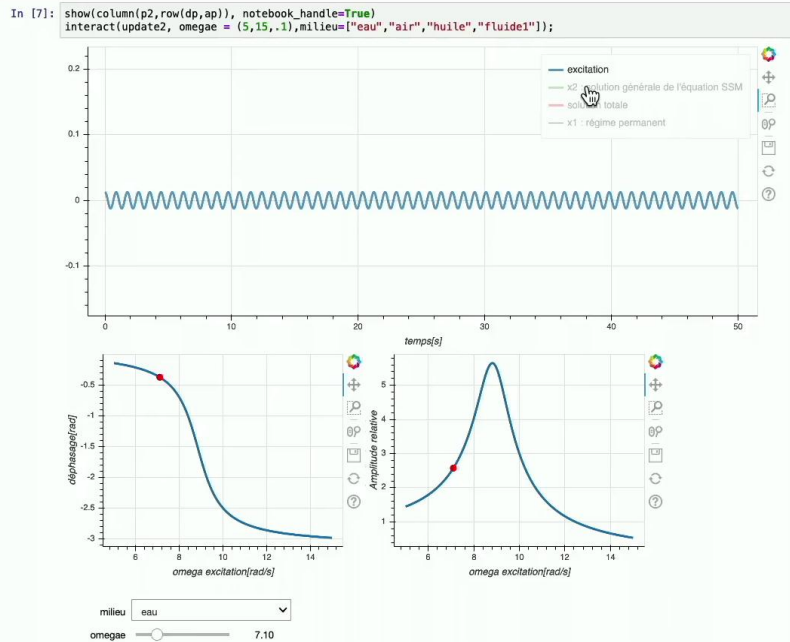 In [7]: show(column(p2,row(dp,ap)), notebook_handle=True)
interact(update2, omegae = (5,15,.1),milieu=["eau","air","huile","fluide1"]);
excitation
x2 : solution générale de l'équation SSM
solution totale
x1 : régime permanent
0.2
0.1
0
-0.1
0 10 20 30 40 50
temps[s]
déphasage[rad]
-0.5
-1
-1.5
-2
-2.5
-3
6 8 10 12 14
omega excitation[rad/s]
Amplitude relative
5
4
3
2
1
6 8 10 12 14
omega excitation[rad/s]
milieu eau
omegae 7.10